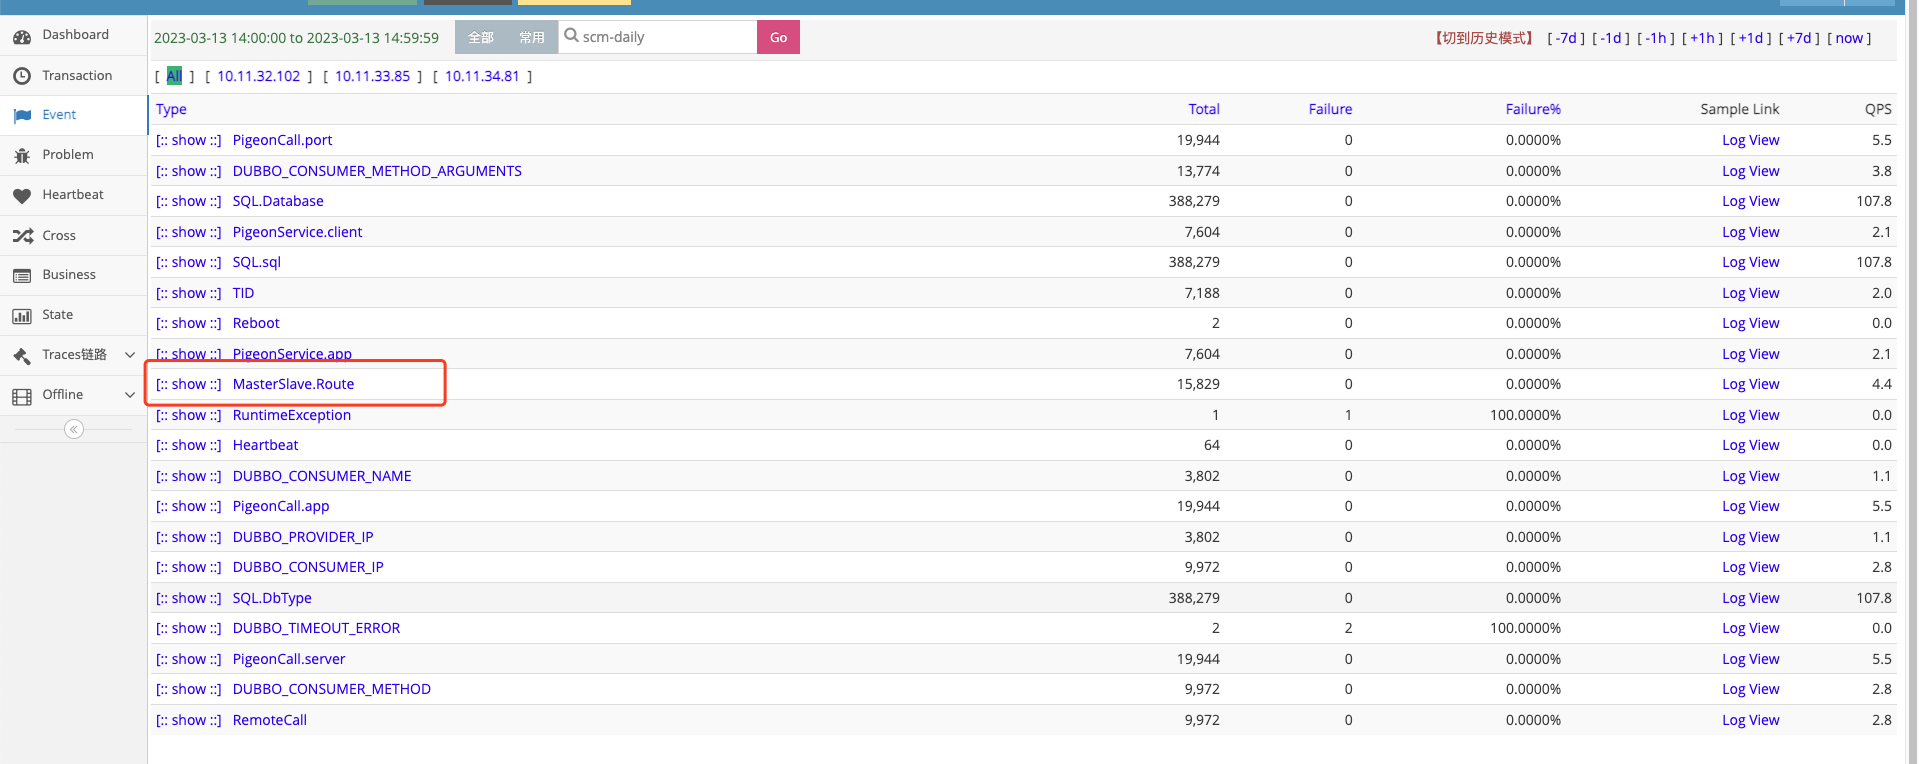 Dashboard
Transaction
Event
Problem
Heartbeat
Cross
Business
State
Traces链路
Offline
2023-03-13 14:00:00 to 2023-03-13 14:59:59 全部 常用 scm-daily Go 【切到历史模式】 [ -7d ] [ -1d ] [ -1h ] [ +1h ] [ +1d ] [ +7d ] [ now ]
[ All ] [ 10.11.32.102 ] [ 10.11.33.85 ] [ 10.11.34.81 ]
Type Total Failure Failure% Sample Link QPS
[:: show ::] PigeonCall.port 19,944 0 0.0000% Log View 5.5
[:: show ::] DUBBO_CONSUMER_METHOD_ARGUMENTS 13,774 0 0.0000% Log View 3.8
[:: show ::] SQL.Database 388,279 0 0.0000% Log View 107.8
[:: show ::] PigeonService.client 7,604 0 0.0000% Log View 2.1
[:: show ::] SQL.sql 388,279 0 0.0000% Log View 107.8
[:: show ::] TID 7,188 0 0.0000% Log View 2.0
[:: show ::] Reboot 2 0 0.0000% Log View 0.0
[:: show ::] PigeonService.app 7,604 0 0.0000% Log View 2.1
[:: show ::] MasterSlave.Route 15,829 0 0.0000% Log View 4.4
[:: show ::] RuntimeException 1 1 100.0000% Log View 0.0
[:: show ::] Heartbeat 64 0 0.0000% Log View 0.0
[:: show ::] DUBBO_CONSUMER_NAME 3,802 0 0.0000% Log View 1.1
[:: show ::] PigeonCall.app 19,944 0 0.0000% Log View 5.5
[:: show ::] DUBBO_PROVIDER_IP 3,802 0 0.0000% Log View 1.1
[:: show ::] DUBBO_CONSUMER_IP 9,972 0 0.0000% Log View 2.8
[:: show ::] SQL.DbType 388,279 0 0.0000% Log View 107.8
[:: show ::] DUBBO_TIMEOUT_ERROR 2 2 100.0000% Log View 0.0
[:: show ::] PigeonCall.server 19,944 0 0.0000% Log View 5.5
[:: show ::] DUBBO_CONSUMER_METHOD 9,972 0 0.0000% Log View 2.8
[:: show ::] RemoteCall 9,972 0 0.0000% Log View 2.8